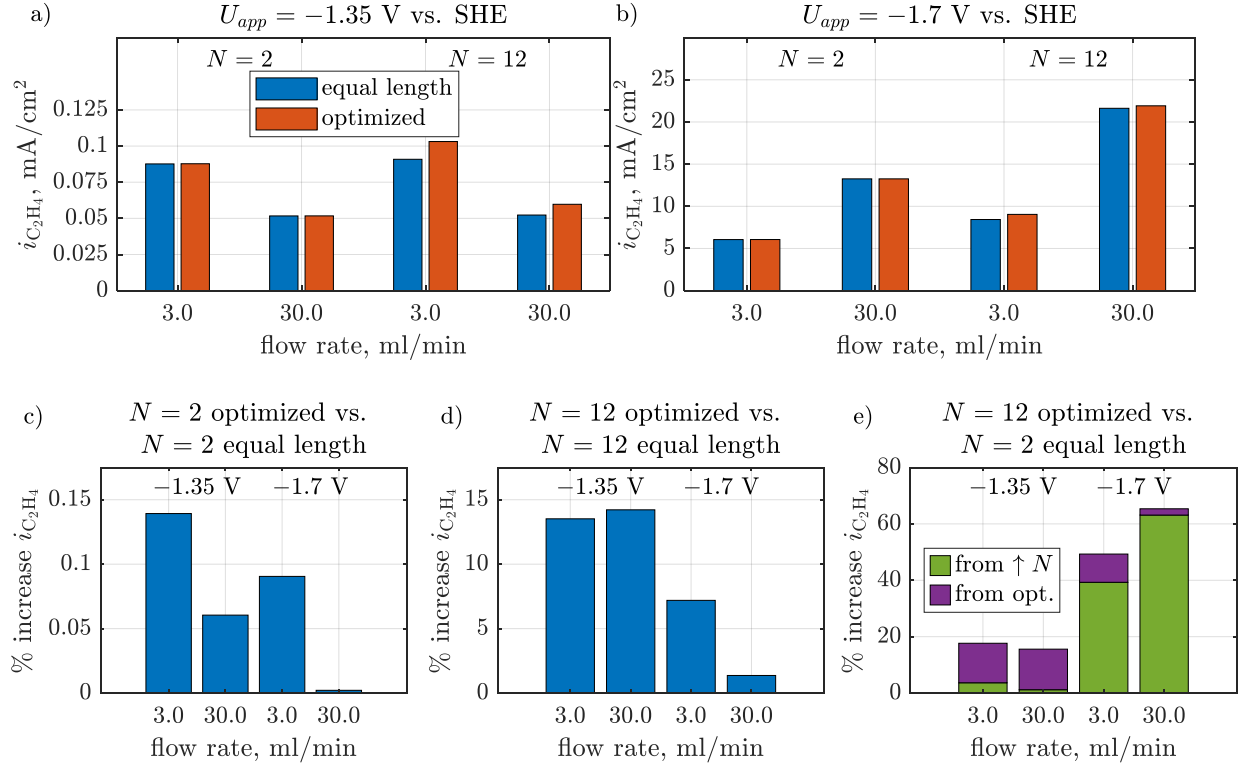 a)
U_app = −1.35 V vs. SHE
N = 2
N = 12
equal length
optimized
i_C₂H₄, mA/cm²
0.125
0.1
0.075
0.05
0.025
0
3.0 30.0 3.0 30.0
flow rate, ml/min
b)
U_app = −1.7 V vs. SHE
N = 2
N = 12
i_C₂H₄, mA/cm²
25
20
15
10
5
0
3.0 30.0 3.0 30.0
flow rate, ml/min
c)
N = 2 optimized vs.
N = 2 equal length
−1.35 V −1.7 V
% increase i_C₂H₄
0.15
0.1
0.05
0
3.0 30.0 3.0 30.0
flow rate, ml/min
d)
N = 12 optimized vs.
N = 12 equal length
−1.35 V −1.7 V
% increase i_C₂H₄
15
10
5
0
3.0 30.0 3.0 30.0
flow rate, ml/min
e)
N = 12 optimized vs.
N = 2 equal length
−1.35 V −1.7 V
from ↑ N
from opt.
% increase i_C₂H₄
80
60
40
20
0
3.0 30.0 3.0 30.0
flow rate, ml/min